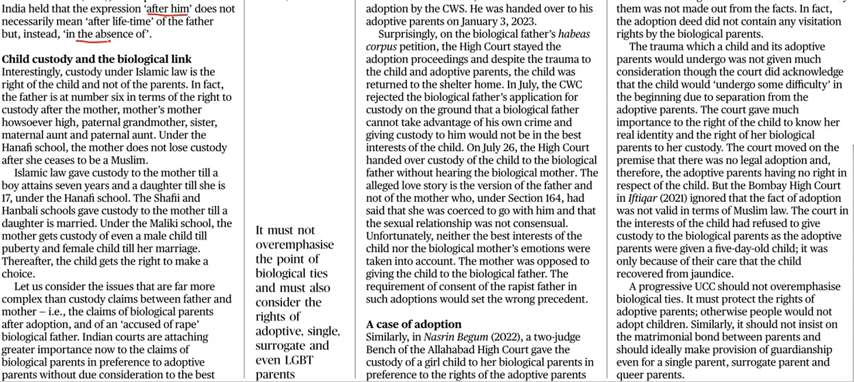 India held that the expression ‘after him’ does not
necessarily mean ‘after life-time’ of the father
but, instead, ‘in the absence of’.
Child custody and the biological link
Interestingly, custody under Islamic law is the
right of the child and not of the parents. In fact,
the father is at number six in terms of the right to
custody after the mother, mother’s mother
howsoever high, paternal grandmother, sister,
maternal aunt and paternal aunt. Under the
Hanafi school, the mother does not lose custody
after she ceases to be a Muslim.
Islamic law gave custody to the mother till a
boy attains seven years and a daughter till she is
17, under the Hanafi school. The Shafii and
Hanbali schools gave custody to the mother till a
daughter is married. Under the Maliki school, the
mother gets custody of even a male child till
puberty and female child till her marriage.
Thereafter, the child gets the right to make a
choice.
Let us consider the issues that are far more
complex than custody claims between father and
mother – i.e., the claims of biological parents
after adoption, and of an ‘accused of rape’
biological father. Indian courts are attaching
greater importance now to the claims of
biological parents in preference to adoptive
parents without due consideration to the best
It must not
overemphasise
the point of
biological ties
and must also
consider the
rights of
adoptive, single,
surrogate and
even LGBT
parents
adoption by the CWS. He was handed over to his
adoptive parents on January 3, 2023.
Surprisingly, on the biological father’s habeas
corpus petition, the High Court stayed the
adoption proceedings and despite the trauma to
the child and adoptive parents, the child was
returned to the shelter home. In July, the CWC
rejected the biological father’s application for
custody on the ground that a biological father
cannot take advantage of his own crime and
giving custody to him would not be in the best
interests of the child. On July 26, the High Court
handed over custody of the child to the biological
father without hearing the biological mother. The
alleged love story is the version of the father and
not of the mother who, under Section 164, had
said that she was coerced to go with him and that
the sexual relationship was not consensual.
Unfortunately, neither the best interests of the
child nor the biological mother’s emotions were
taken into account. The mother was opposed to
giving the child to the biological father. The
requirement of consent of the rapist father in
such adoptions would set the wrong precedent.
A case of adoption
Similarly, in Nasrin Begum (2022), a two-judge
Bench of the Allahabad High Court gave the
custody of a girl child to her biological parents in
preference to the rights of the adoptive parents
them was not made out from the facts. In fact,
the adoption deed did not contain any visitation
rights by the biological parents.
The trauma which a child and its adoptive
parents would undergo was not given much
consideration though the court did acknowledge
that the child would ‘undergo some difficulty’ in
the beginning due to separation from the
adoptive parents. The court gave much
importance to the right of the child to know her
real identity and the right of her biological
parents to her custody. The court moved on the
premise that there was no legal adoption and,
therefore, the adoptive parents having no right in
respect of the child. But the Bombay High Court
in Iftiqar (2021) ignored that the fact of adoption
was not valid in terms of Muslim law. The court in
the interests of the child had refused to give
custody to the biological parents as the adoptive
parents were given a five-day-old child; it was
only because of their care that the child
recovered from jaundice.
A progressive UCC should not overemphasise
biological ties. It must protect the rights of
adoptive parents; otherwise people would not
adopt children. Similarly, it should not insist on
the matrimonial bond between parents and
should ideally make provision of guardianship
even for a single parent, surrogate parent and
queer parents.